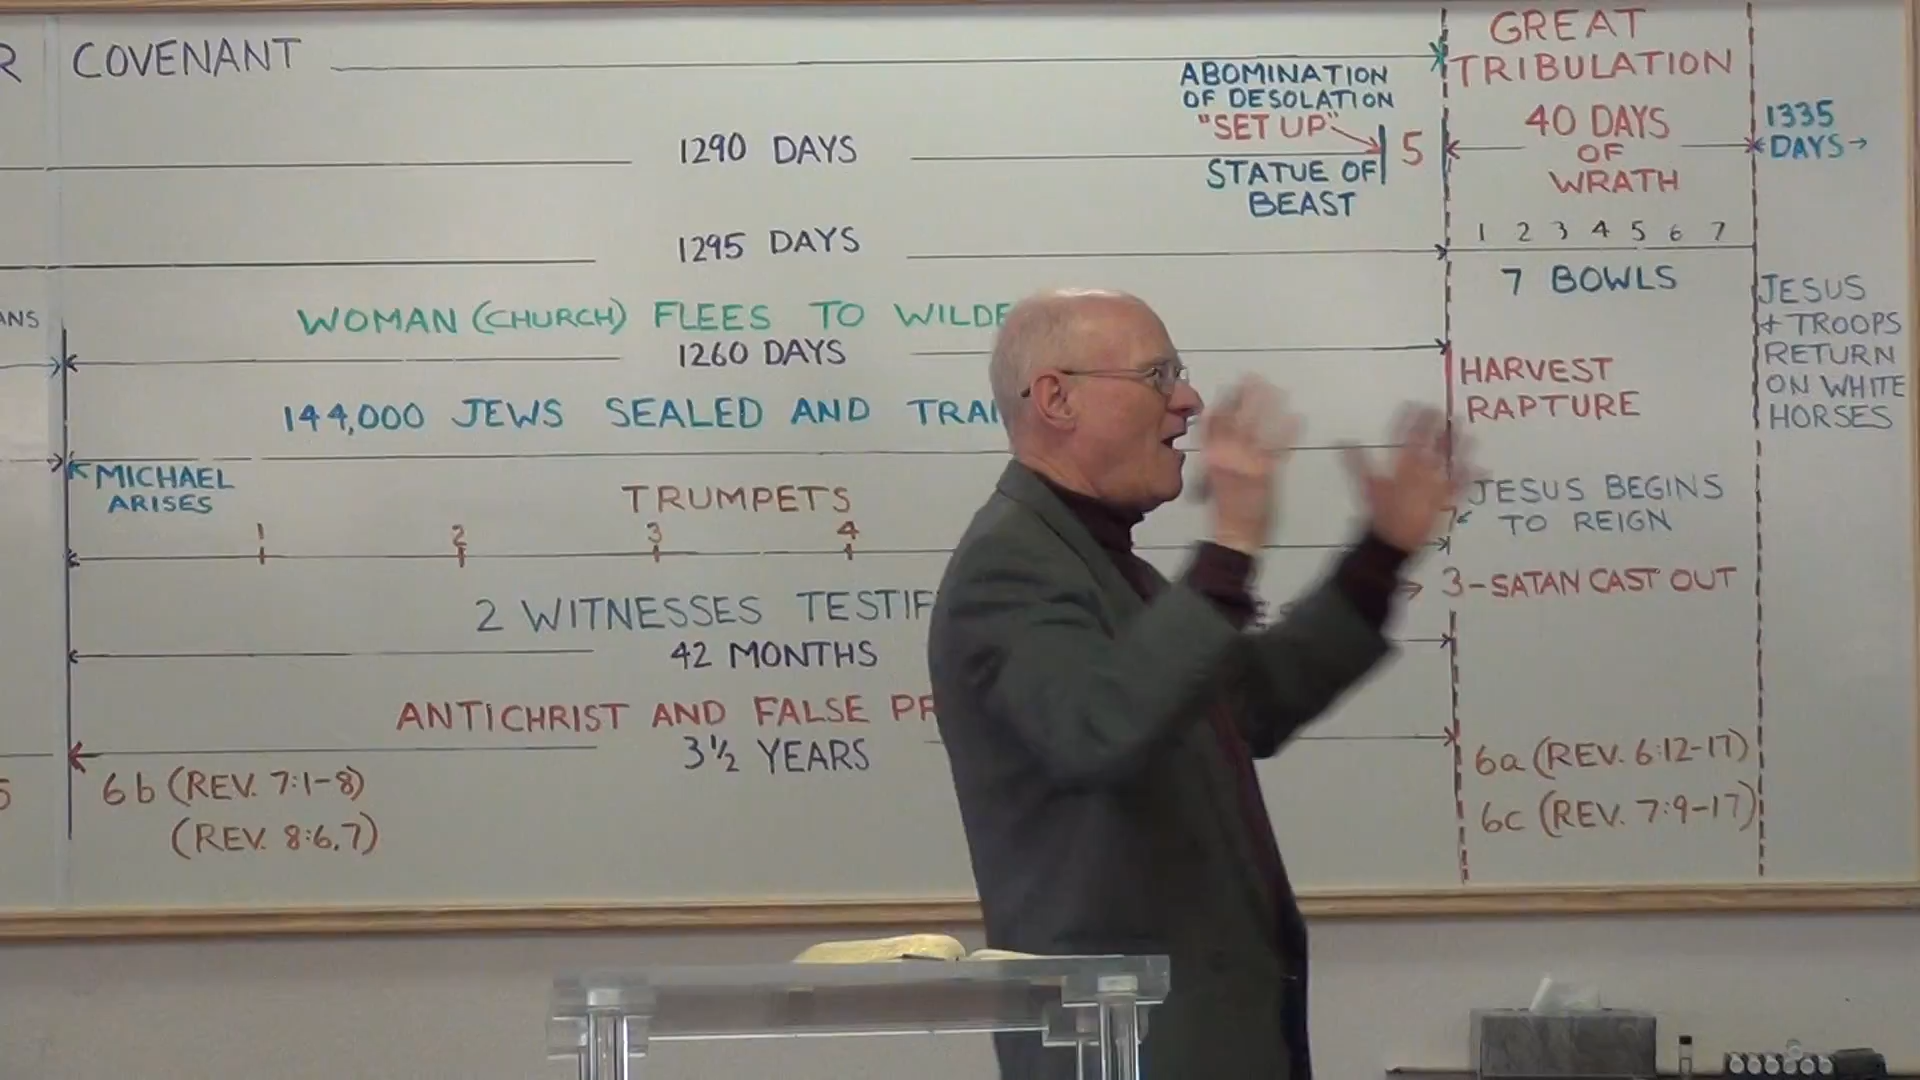 R COVENANT
GREAT
TRIBULATION
ABOMINATION
OF DESOLATION
"SET UP"
STATUE OF
BEAST
1290 DAYS
5
40 DAYS
OF
WRATH
1335
DAYS→
1295 DAYS
1 2 3 4 5 6 7
7 BOWLS
WOMAN (CHURCH) FLEES TO WILDE
1260 DAYS
HARVEST
RAPTURE
JESUS
+ TROOPS
RETURN
ON WHITE
HORSES
ANS
144,000 JEWS SEALED AND TRA
MICHAEL
ARISES
TRUMPETS
1 2 3 4
JESUS BEGINS
TO REIGN
7
2 WITNESSES TESTIF
42 MONTHS
3-SATAN CAST OUT
ANTICHRIST AND FALSE PR
3½ YEARS
5
6b (REV. 7:1-8)
(REV. 8:6,7)
6a (REV. 6:12-17)
6c (REV. 7:9-17)